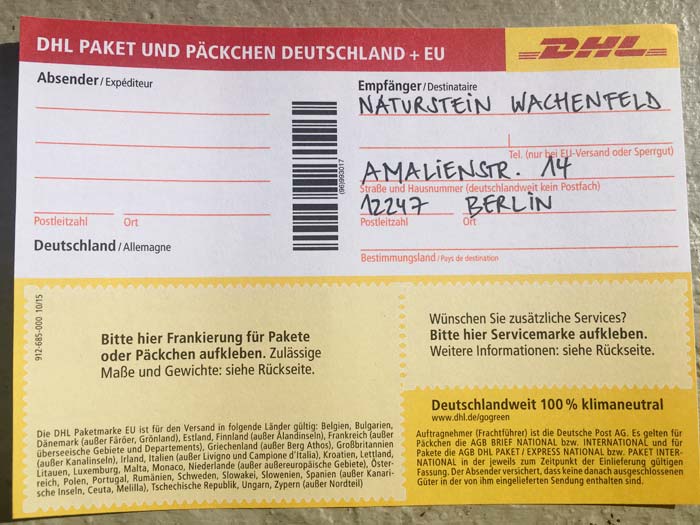 DHL PAKET UND PÄCKCHEN DEUTSCHLAND + EU
DHL
Absender/Expéditeur
Postleitzahl Ort
Deutschland/Allemagne
(96)993017
Empfänger/Destinataire
NATURSTEIN WACHENFELD
Tel. (nur bei EU-Versand oder Sperrgut)
AMALIENSTR. 14
Straße und Hausnummer (deutschlandweit kein Postfach)
12247 BERLIN
Postleitzahl Ort
Bestimmungsland/Pays de destination
912-685-000 10/15
Bitte hier Frankierung für Pakete
oder Päckchen aufkleben. Zulässige
Maße und Gewichte: siehe Rückseite.
Die DHL Paketmarke EU ist für den Versand in folgende Länder gültig: Belgien, Bulgarien,
Dänemark (außer Färöer, Grönland), Estland, Finnland (außer Ålandinseln), Frankreich (außer
überseeische Gebiete und Departements), Griechenland (außer Berg Athos), Großbritannien
(außer Kanalinseln), Irland, Italien (außer Livigno und Campione d'Italia), Kroatien, Lettland,
Litauen, Luxemburg, Malta, Monaco, Niederlande (außer außereuropäische Gebiete), Öster-
reich, Polen, Portugal, Rumänien, Schweden, Slowakei, Slowenien, Spanien (außer Kanari-
sche Inseln, Ceuta, Melilla), Tschechische Republik, Ungarn, Zypern (außer Nordteil)
Wünschen Sie zusätzliche Services?
Bitte hier Servicemarke aufkleben.
Weitere Informationen: siehe Rückseite.
Deutschlandweit 100 % klimaneutral
www.dhl.de/gogreen
Auftragnehmer (Frachtführer) ist die Deutsche Post AG. Es gelten für
Päckchen die AGB BRIEF NATIONAL bzw. INTERNATIONAL und für
Pakete die AGB DHL PAKET / EXPRESS NATIONAL bzw. PAKET INTER-
NATIONAL in der jeweils zum Zeitpunkt der Einlieferung gültigen
Fassung. Der Absender versichert, dass keine danach ausgeschlossenen
Güter in der von ihm eingelieferten Sendung enthalten sind.